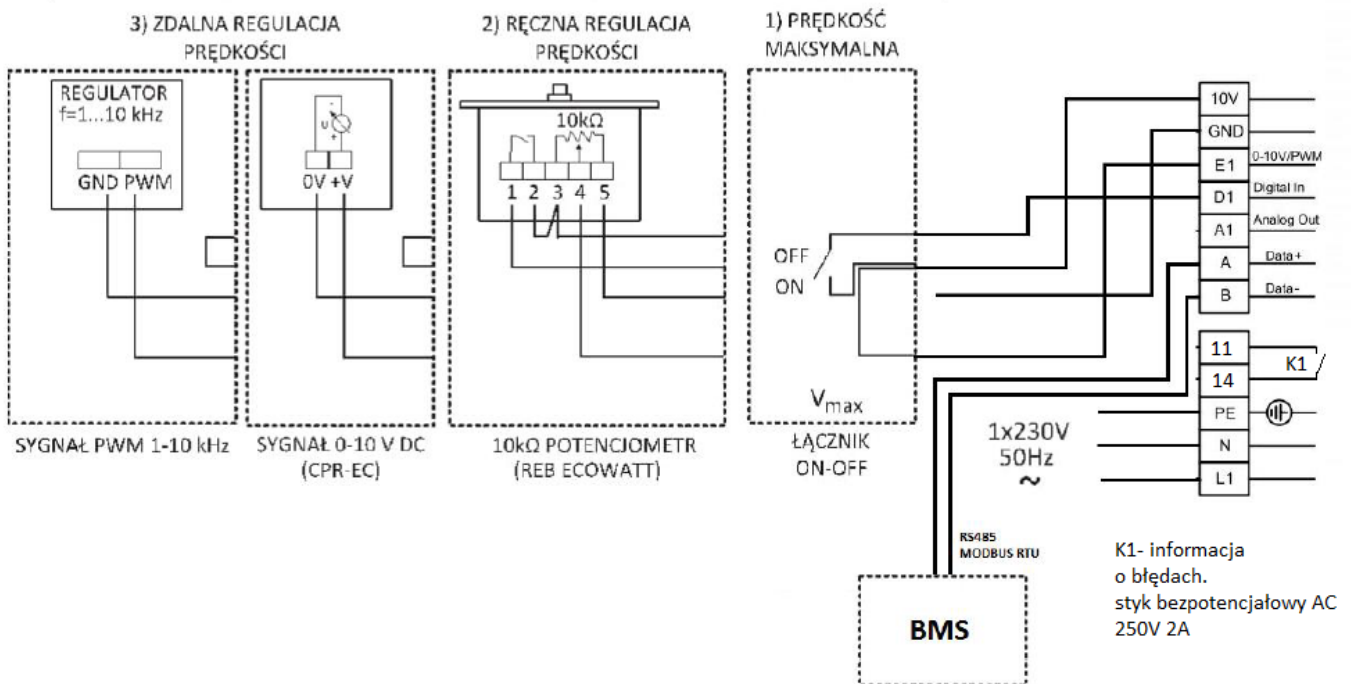 3) ZDALNA REGULACJA
PRĘDKOŚCI
REGULATOR
f=1...10 kHz
GND PWM
SYGNAŁ PWM 1-10 kHz
-
U
+
0V +V
SYGNAŁ 0-10 V DC
(CPR-EC)
2) RĘCZNA REGULACJA
PRĘDKOŚCI
10kΩ
1 2 3 4 5
10kΩ POTENCJOMETR
(REB ECOWATT)
1) PRĘDKOŚĆ
MAKSYMALNA
OFF
ON
Vmax
ŁĄCZNIK
ON-OFF
10V
GND
E1 0-10V/PWM
D1 Digital In
A1 Analog Out
A Data+
B Data-
11
K1
14
PE
N
L1
1x230V
50Hz
~
RS485
MODBUS RTU
BMS
K1- informacja
o błędach.
styk bezpotencjałowy AC
250V 2A